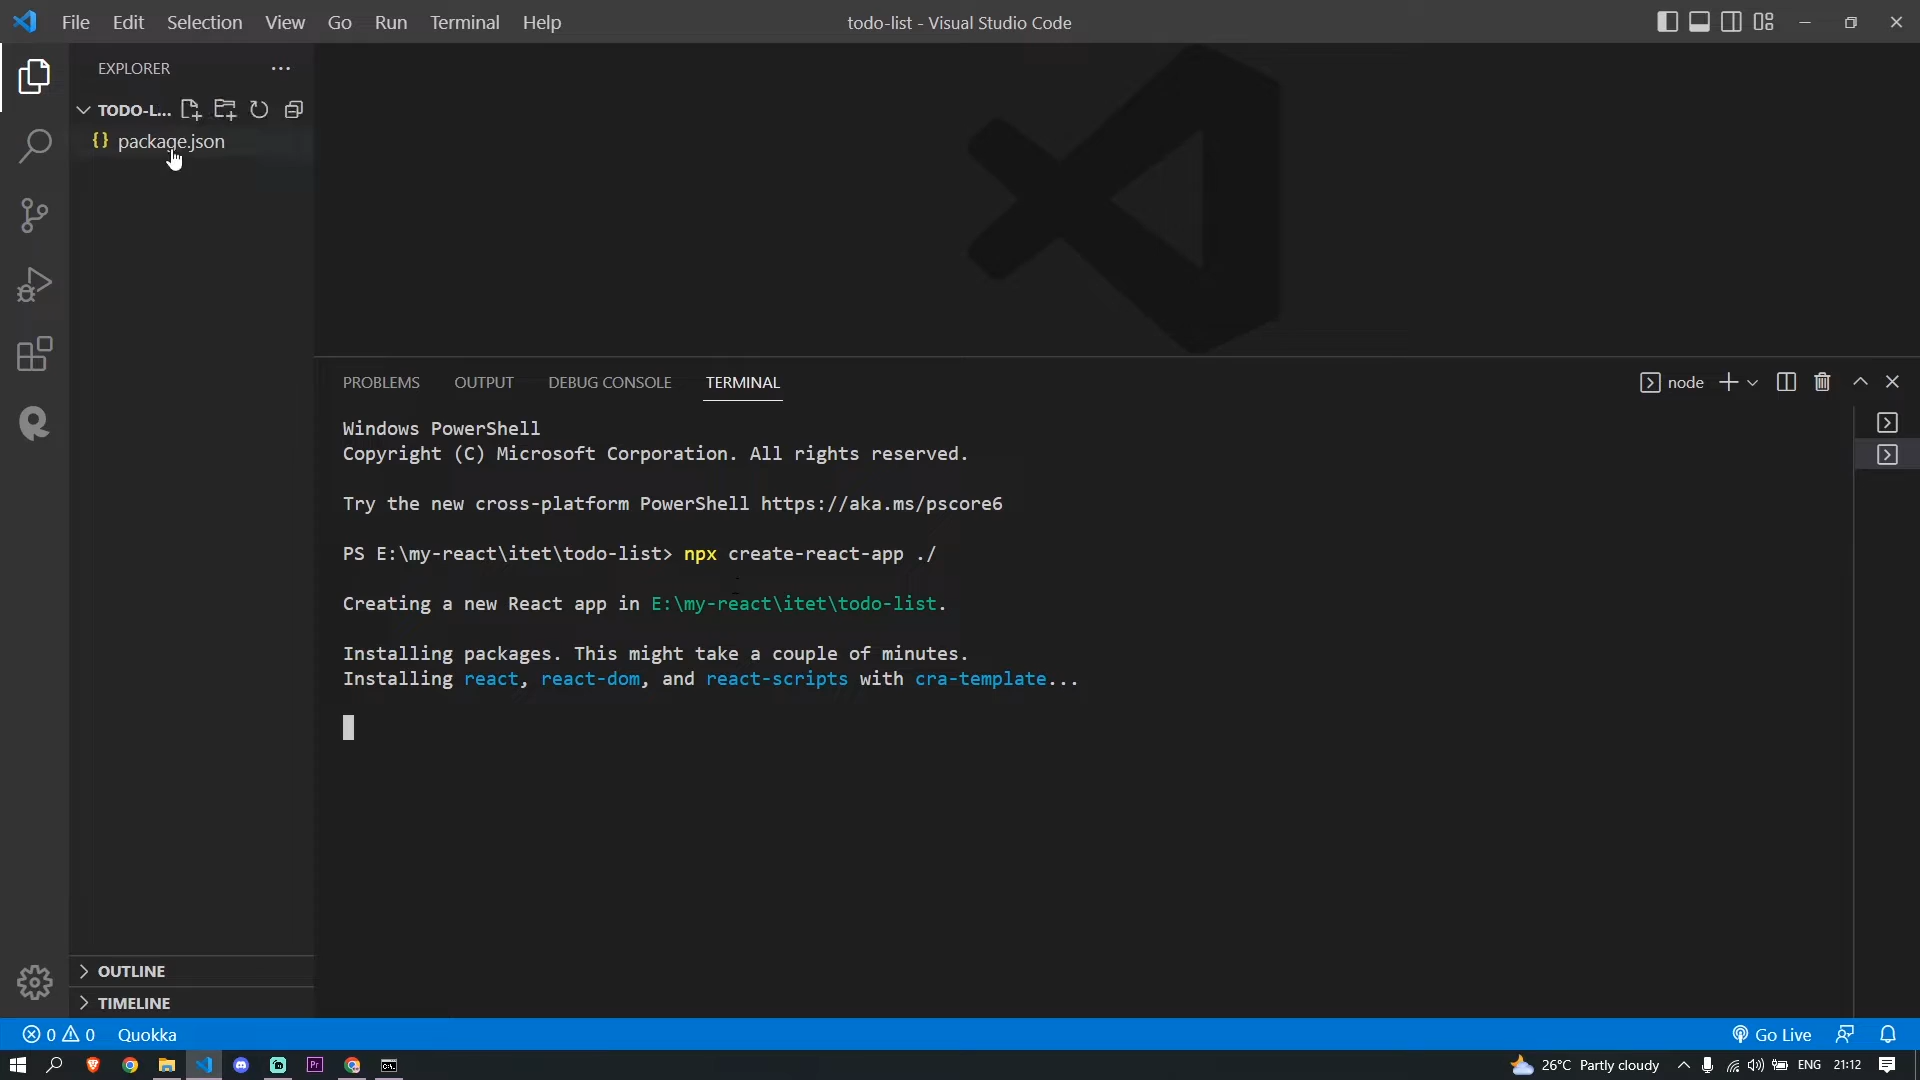 File Edit Selection View Go Run Terminal Help
todo-list - Visual Studio Code
EXPLORER
TODO-L...
{} package.json
PROBLEMS OUTPUT DEBUG CONSOLE TERMINAL
node
Windows PowerShell
Copyright (C) Microsoft Corporation. All rights reserved.
Try the new cross-platform PowerShell https://aka.ms/pscore6
PS E:\my-react\itet\todo-list> npx create-react-app ./
Creating a new React app in E:\my-react\itet\todo-list.
Installing packages. This might take a couple of minutes.
Installing react, react-dom, and react-scripts with cra-template...
OUTLINE
TIMELINE
0 0 Quokka
Go Live
Pr
26°C Partly cloudy
ENG 21:12